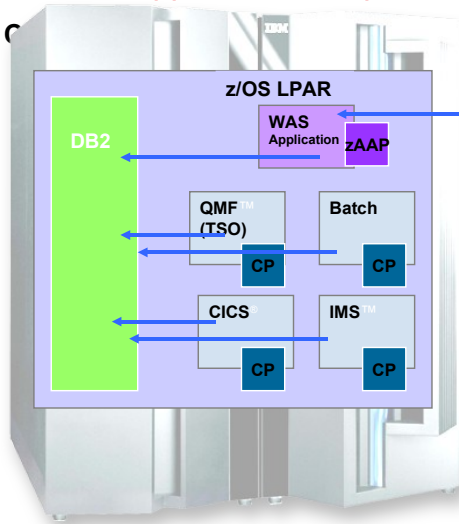 IBM
z/OS LPAR
DB2
WAS
Application
zAAP
QMF™
(TSO)
CP
Batch
CP
CICS®
CP
IMS™
CP